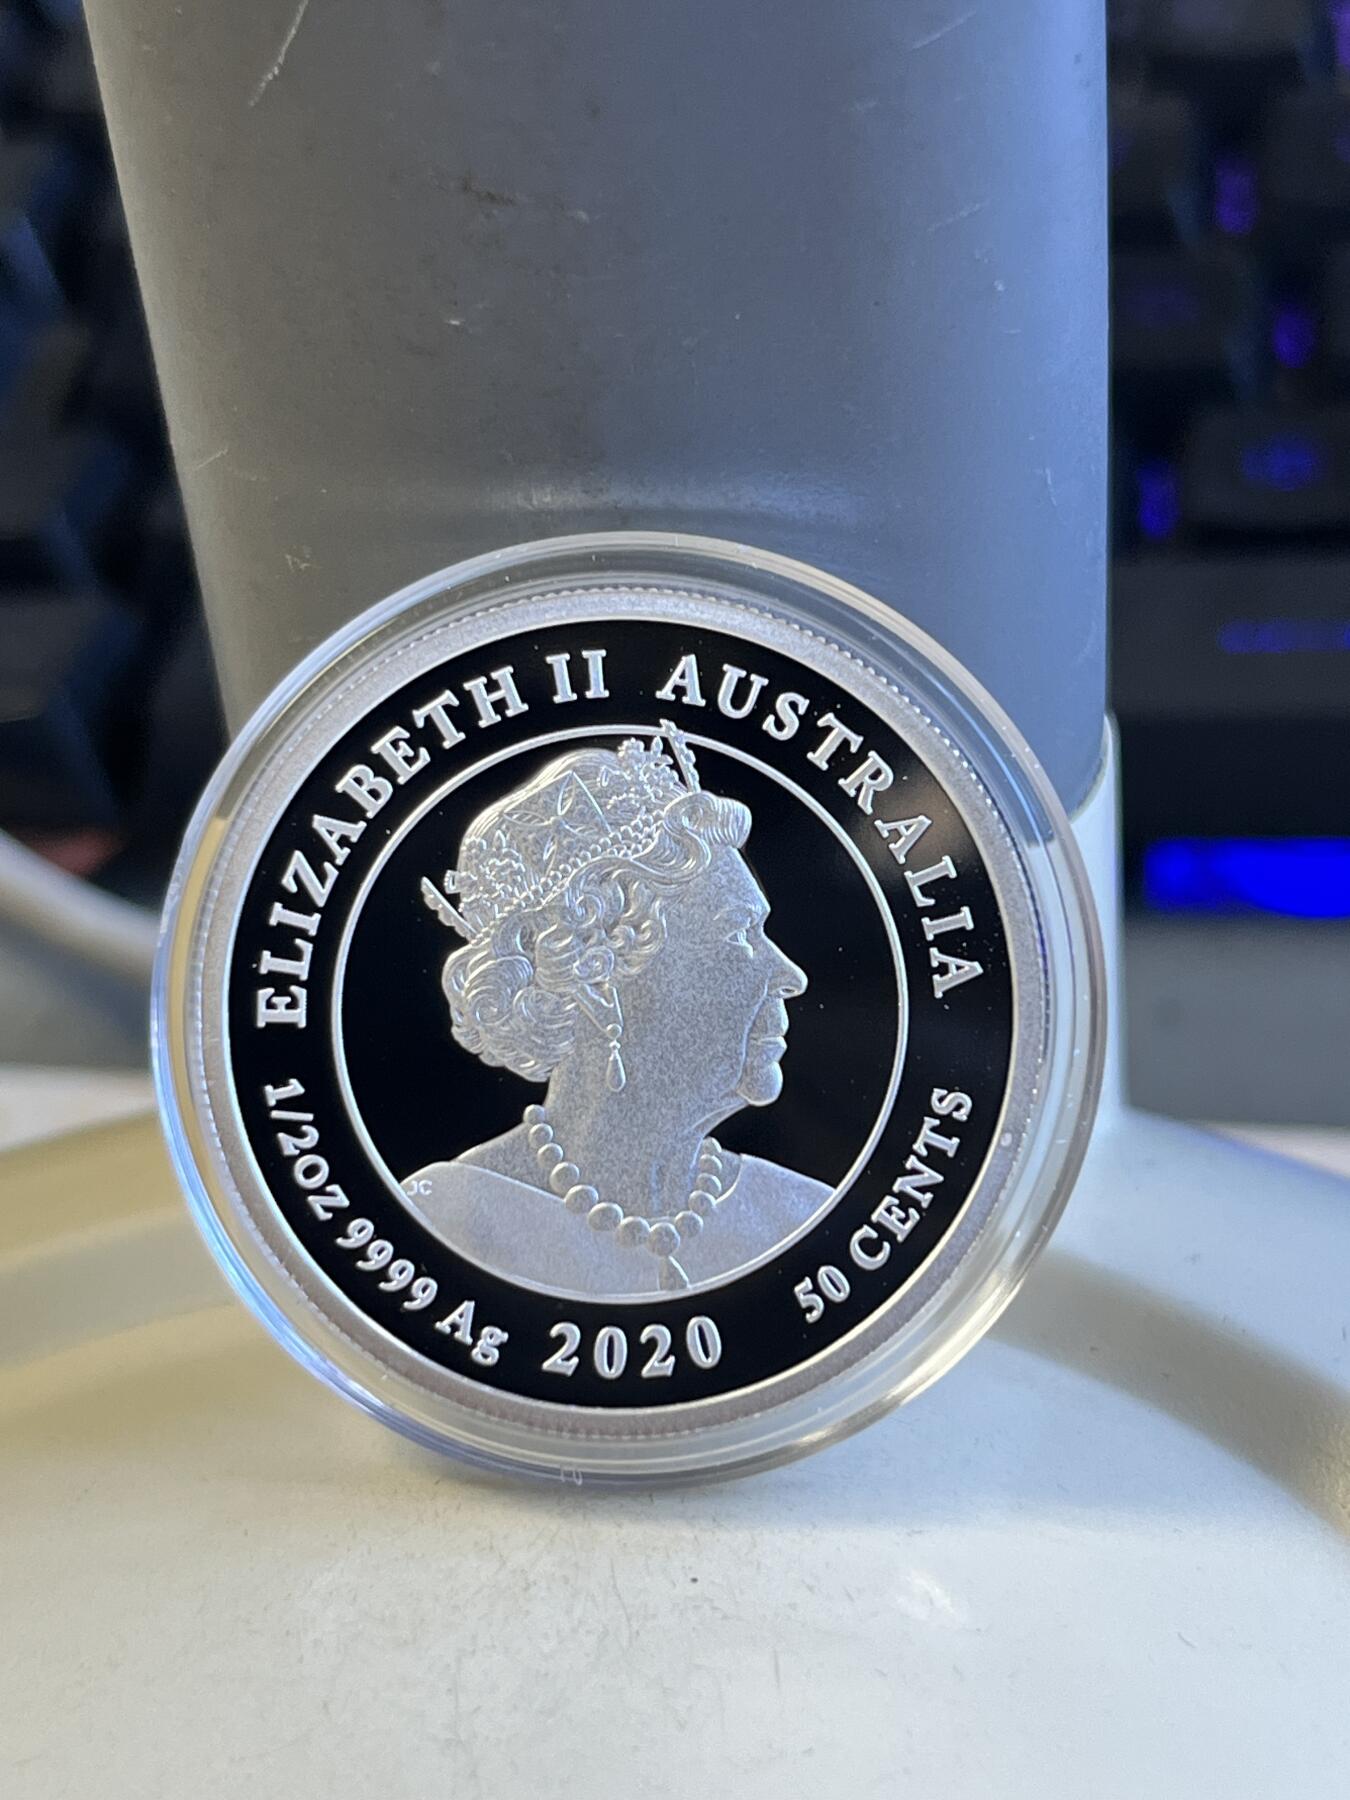 ELIZABETH II AUSTRALIA
1/2OZ 9999 Ag 2020 50 CENTS
JC